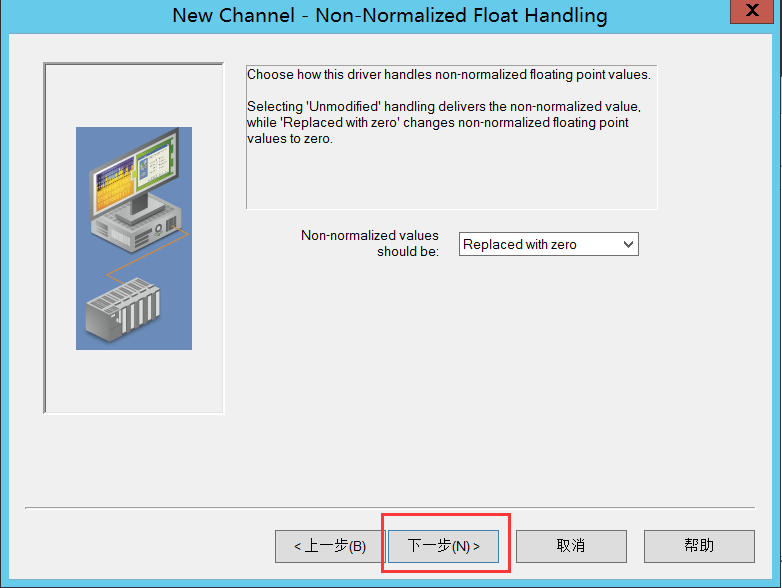 New Channel - Non-Normalized Float Handling
X
Choose how this driver handles non-normalized floating point values.
Selecting 'Unmodified' handling delivers the non-normalized value,
while 'Replaced with zero' changes non-normalized floating point
values to zero.
Non-normalized values
should be:
Replaced with zero
< 上一步(B)
下一步(N) >
取消
帮助